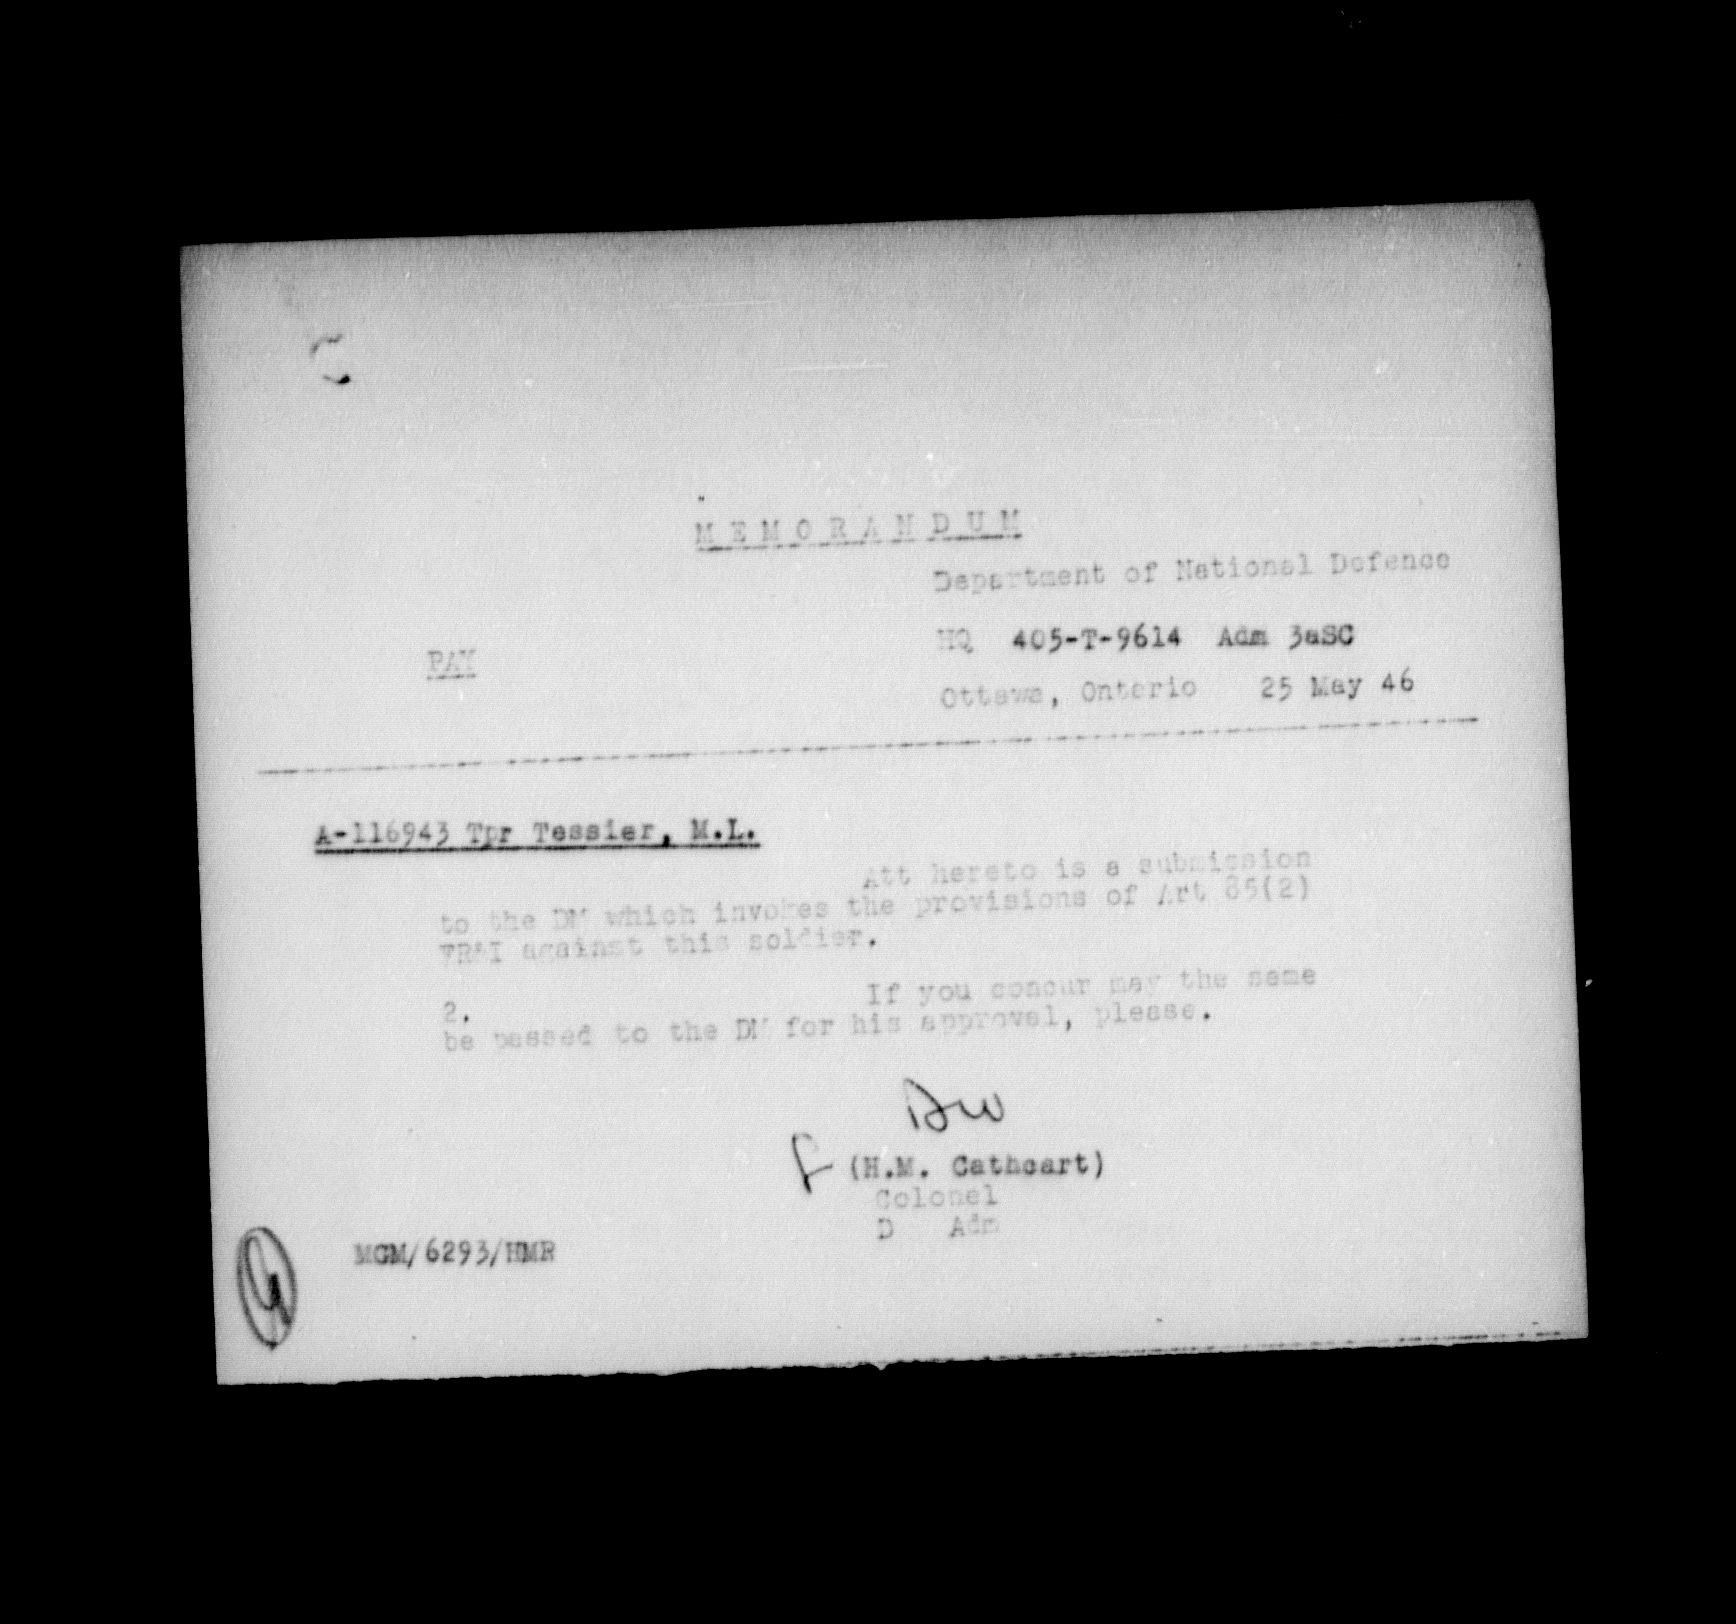 MEMORANDUM
Department of National Defence
HQ 405-T-9614 Adm 3aSC
PAY
Ottawa, Ontario 25 May 46
A-116943 Tpr Tessier, M.L.
Att hereto is a submission
to the DM which invokes the provisions of Art 85(2)
FR&I against this soldier.
2. If you concur may the same
be passed to the DM for his approval, please.
(H.M. Cathcart)
Colonel
D Adm
MGM/6293/HMR